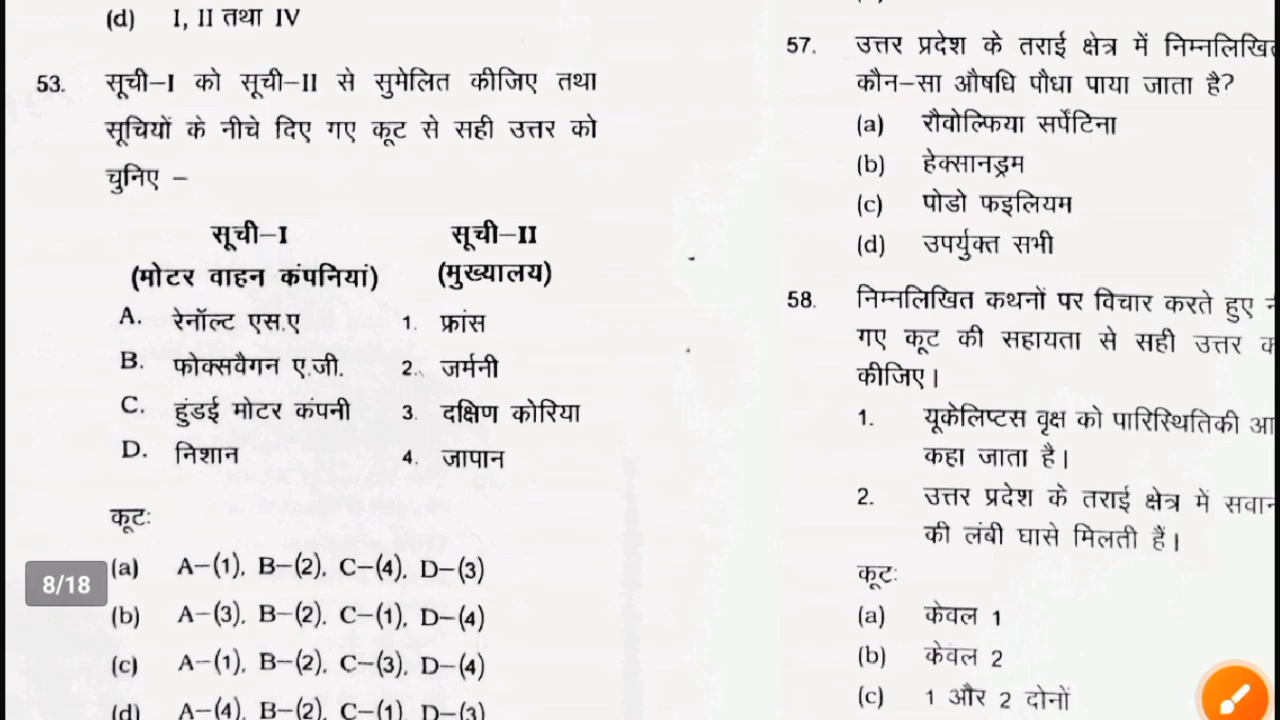 (d) I, II तथा IV
53. सूची-I को सूची-II से सुमेलित कीजिए तथा
सूचियों के नीचे दिए गए कूट से सही उत्तर को
चुनिए –
सूची-I सूची-II
(मोटर वाहन कंपनियां) (मुख्यालय)
A. रेनॉल्ट एस.ए 1. फ्रांस
B. फोक्सवैगन ए.जी. 2. जर्मनी
C. हुंडई मोटर कंपनी 3. दक्षिण कोरिया
D. निशान 4. जापान
कूटः
(a) A-(1), B-(2), C-(4), D-(3)
(b) A-(3), B-(2), C-(1), D-(4)
(c) A-(1), B-(2), C-(3), D-(4)
(d) A-(4), B-(2), C-(1), D-(3)
8/18
57. उत्तर प्रदेश के तराई क्षेत्र में
कौन-सा औषधि पौधा पाया जाता है?
(a) रौवोल्फिया सर्पेटिना
(b) हेक्सानड्रम
(c) पोडो फइलियम
(d) उपर्युक्त सभी
58. निम्नलिखित कथनों पर विचार करते हुए
गए कूट की सहायता से सही उत्तर
कीजिए।
1. यूकेलिप्टस वृक्ष को पारिस्थितिकी
कहा जाता है।
2. उत्तर प्रदेश के तराई क्षेत्र में
की लंबी घासे मिलती हैं।
कूटः
(a) केवल 1
(b) केवल 2
(c) 1 और 2 दोनों